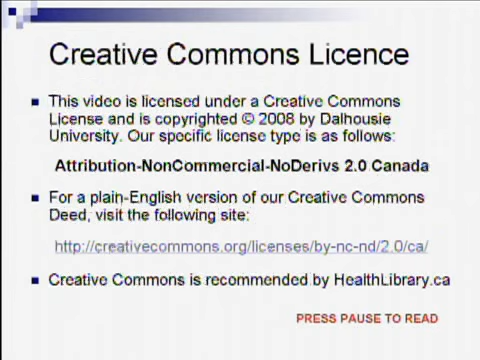 Creative Commons Licence
This video is licensed under a Creative Commons
License and is copyrighted © 2008 by Dalhousie
University. Our specific license type is as follows:
Attribution-NonCommercial-NoDerivs 2.0 Canada
For a plain-English version of our Creative Commons
Deed, visit the following site:
http://creativecommons.org/licenses/by-nc-nd/2.0/ca/
Creative Commons is recommended by HealthLibrary.ca
PRESS PAUSE TO READ